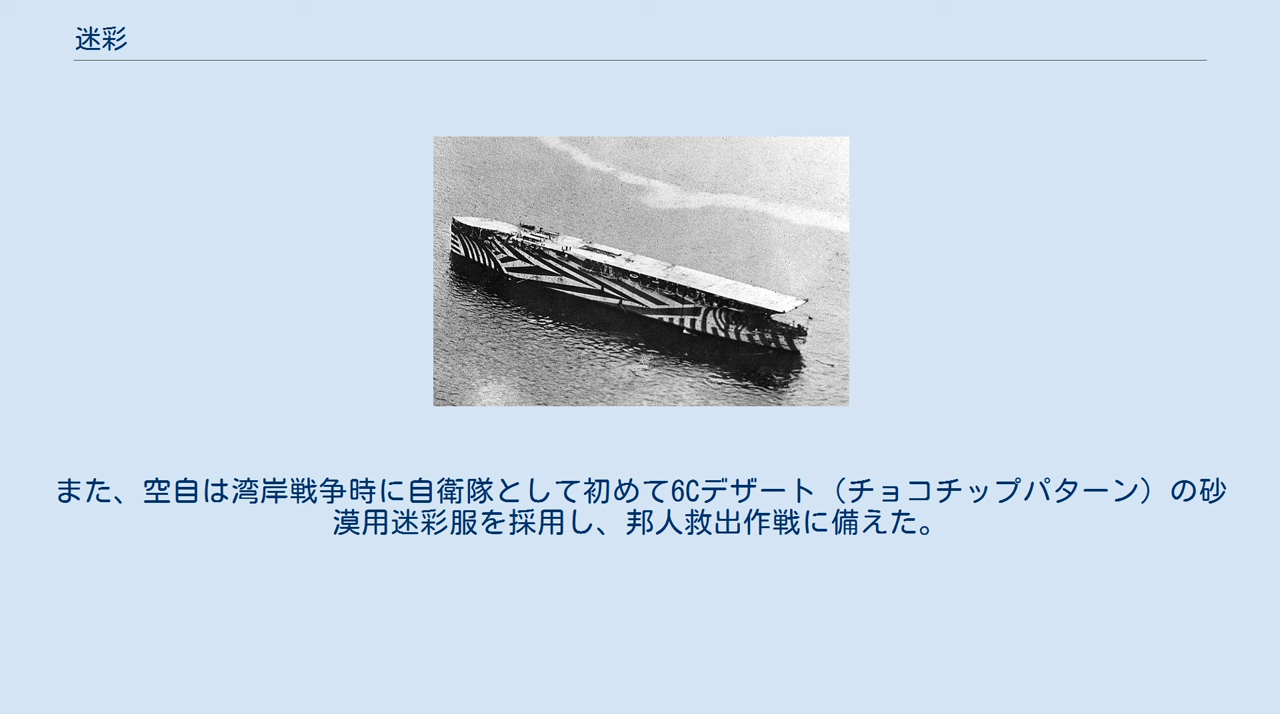 迷彩
また、空自は湾岸戦争時に自衛隊として初めて6Cデザート（チョコチップパターン）の砂
漠用迷彩服を採用し、邦人救出作戦に備えた。